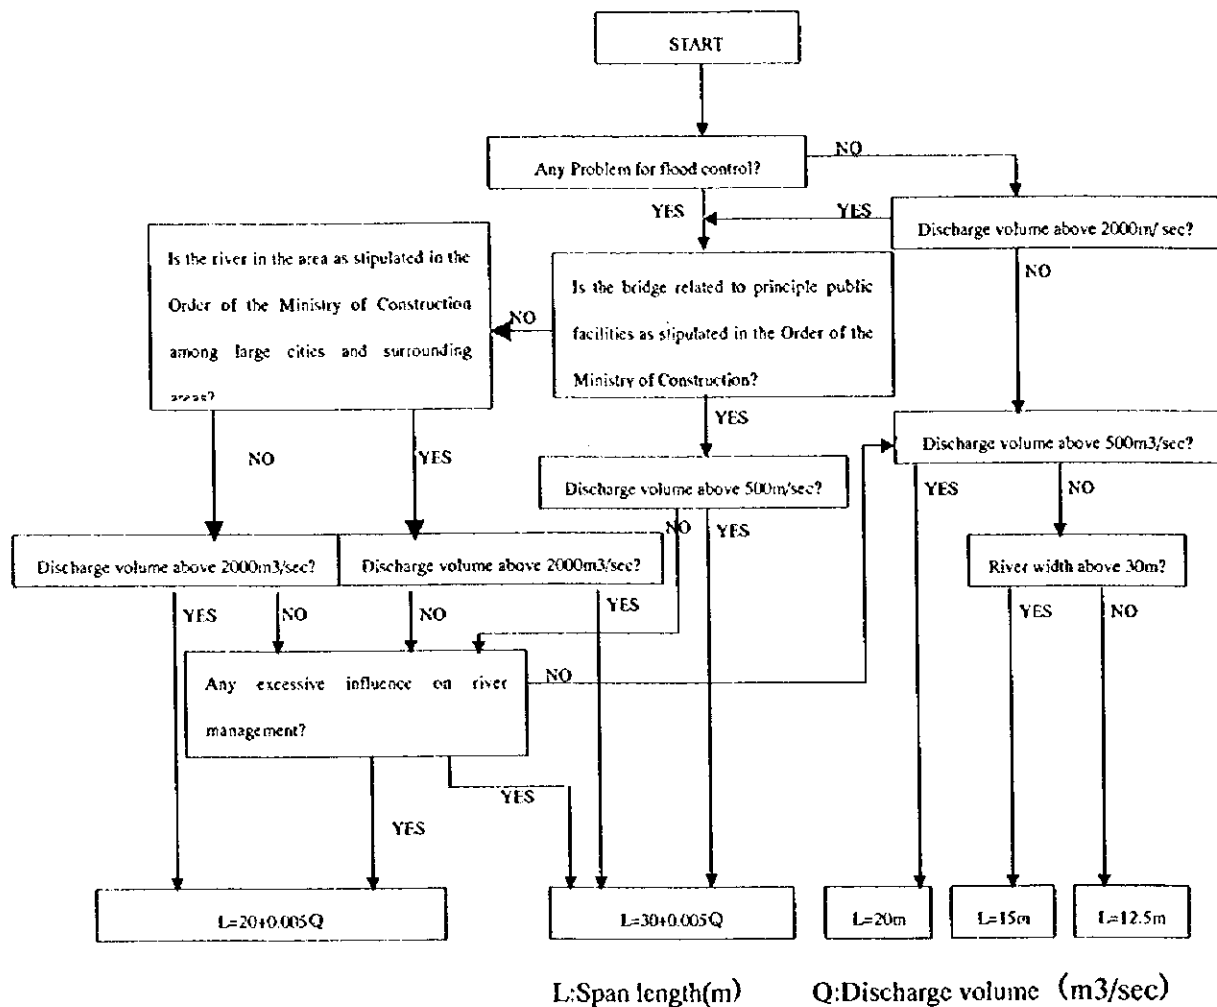 START
Any Problem for flood control?
NO
YES
YES
Discharge volume above 2000m/ sec?
NO
Is the river in the area as stipulated in the
Order of the Ministry of Construction
among large cities and surrounding
areas?
NO
Is the bridge related to principle public
facilities as stipulated in the Order of the
Ministry of Construction?
YES
NO
YES
Discharge volume above 500m3/sec?
Discharge volume above 500m/sec?
YES
NO
NO
YES
Discharge volume above 2000m3/sec?
Discharge volume above 2000m3/sec?
River width above 30m?
YES
NO
NO
YES
YES
NO
Any excessive influence on river
management?
NO
YES
YES
L=20+0.005Q
L=30+0.005Q
L=20m
L=15m
L=12.5m
L:Span length(m)
Q:Discharge volume (m3/sec)